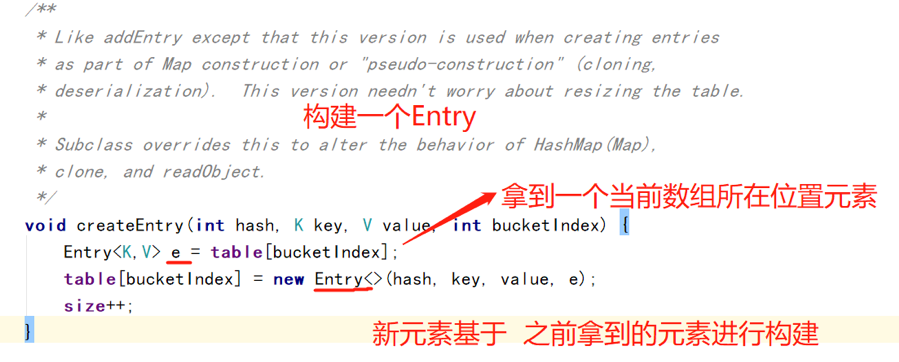 /**
 * Like addEntry except that this version is used when creating entries
 * as part of Map construction or "pseudo-construction" (cloning,
 * deserialization).  This version needn't worry about resizing the table.
 *
构建一个Entry
 * Subclass overrides this to alter the behavior of HashMap(Map),
 * clone, and readObject.
 */
拿到一个当前数组所在位置元素
void createEntry(int hash, K key, V value, int bucketIndex) {
    Entry<K,V> e = table[bucketIndex];
    table[bucketIndex] = new Entry<>(hash, key, value, e);
    size++;
}
新元素基于 之前拿到的元素进行构建